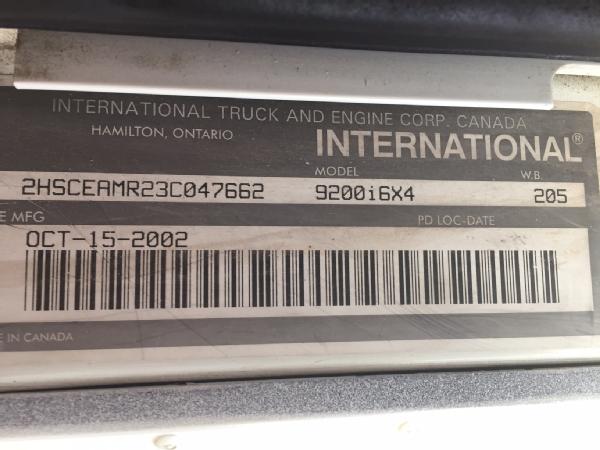 INTERNATIONAL TRUCK AND ENGINE CORP. CANADA
HAMILTON, ONTARIO
INTERNATIONAL®
MODEL W.B.
2HSCEAMR23C047662 9200i6X4 205
E MFG PD LOC-DATE
OCT-15-2002
E IN CANADA